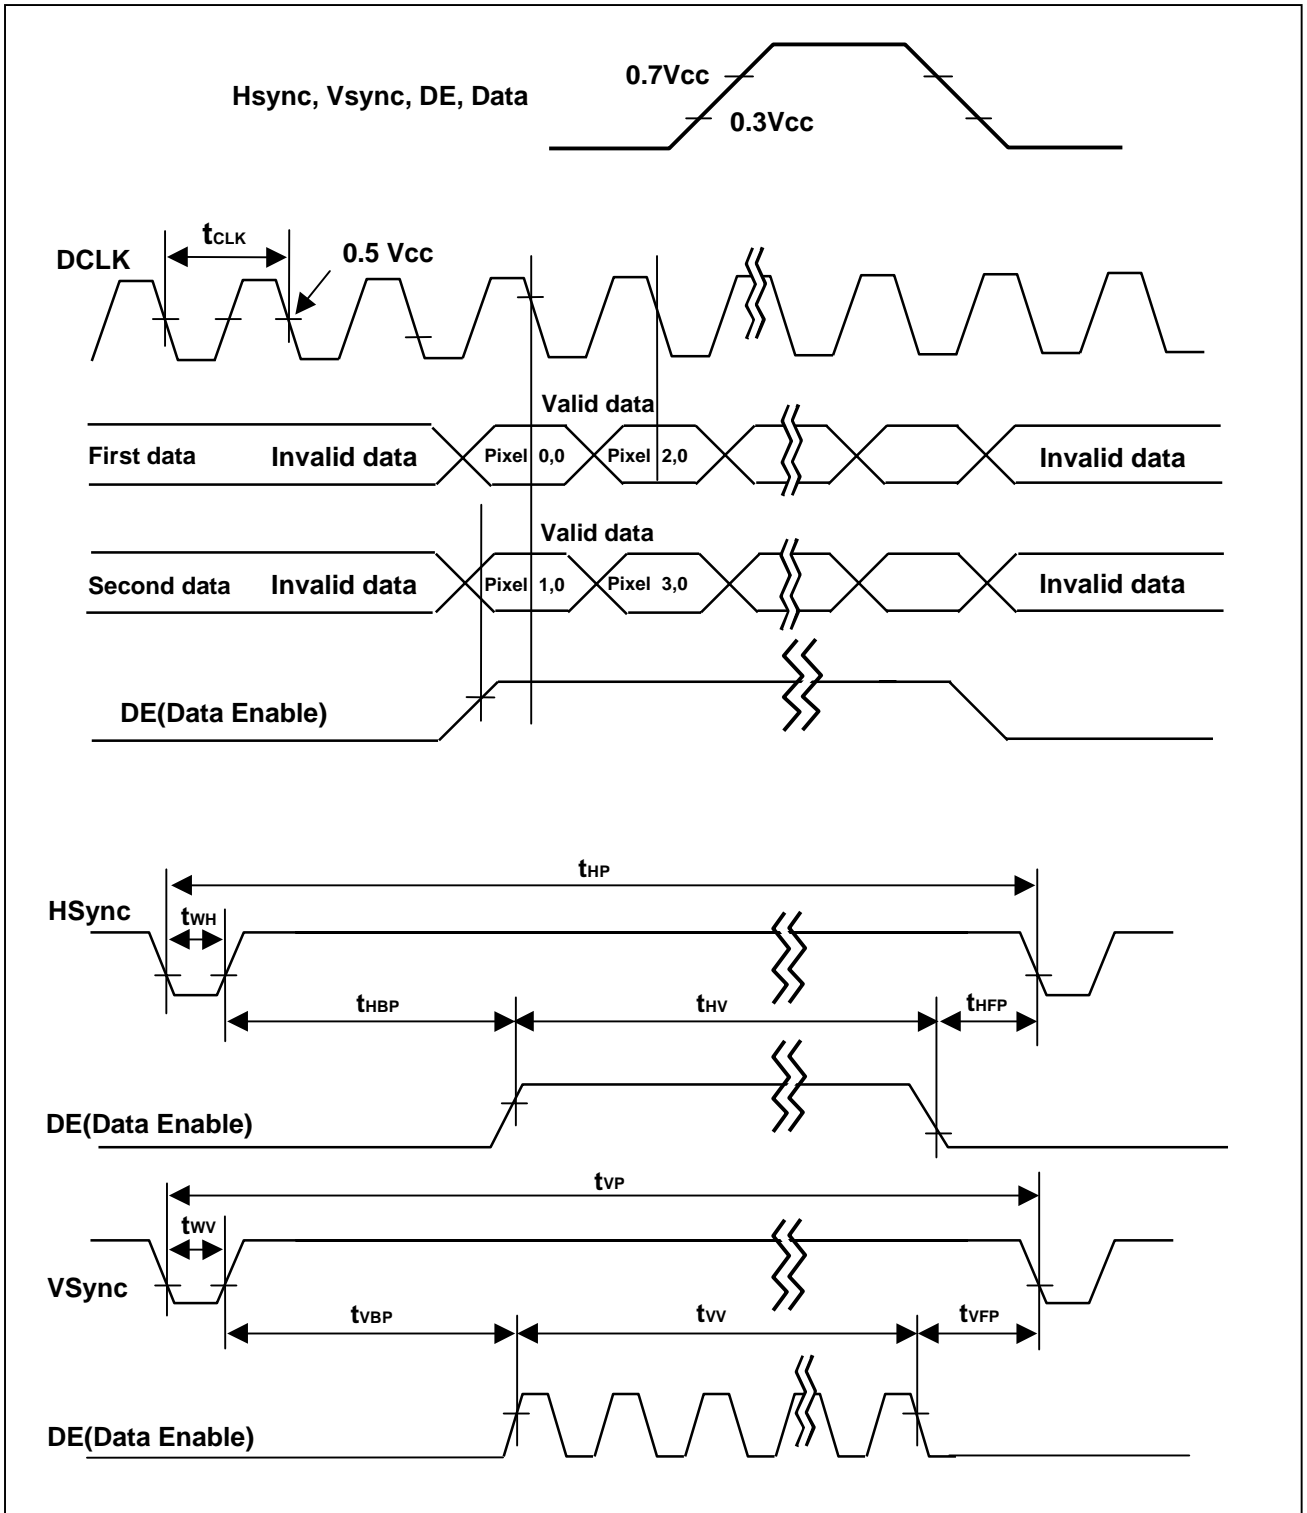 0.7Vcc
Hsync, Vsync, DE, Data
0.3Vcc
tCLK
DCLK
0.5 Vcc
Valid data
First data
Invalid data
Pixel 0,0
Pixel 2,0
Invalid data
Valid data
Second data
Invalid data
Pixel 1,0
Pixel 3,0
Invalid data
DE(Data Enable)
tHP
HSync
tWH
tHBP
tHV
tHFP
DE(Data Enable)
tVP
tWV
VSync
tVBP
tVV
tVFP
DE(Data Enable)